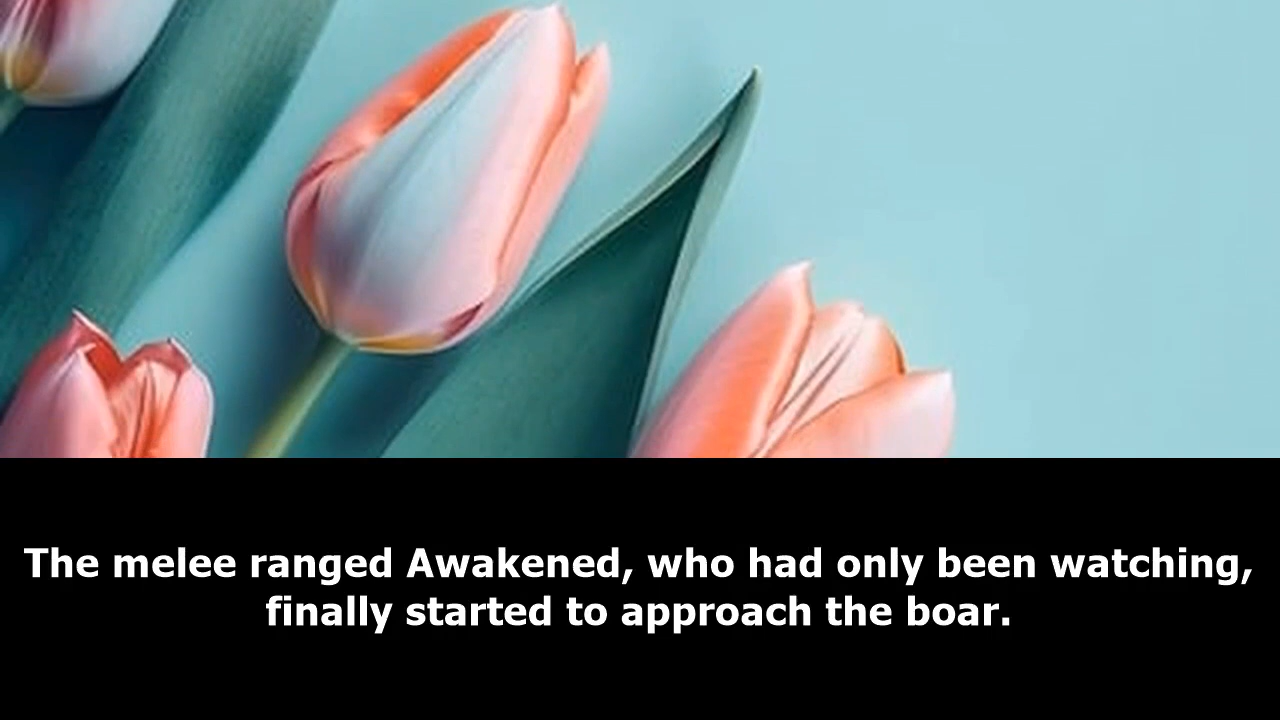 The melee ranged Awakened, who had only been watching,
finally started to approach the boar.